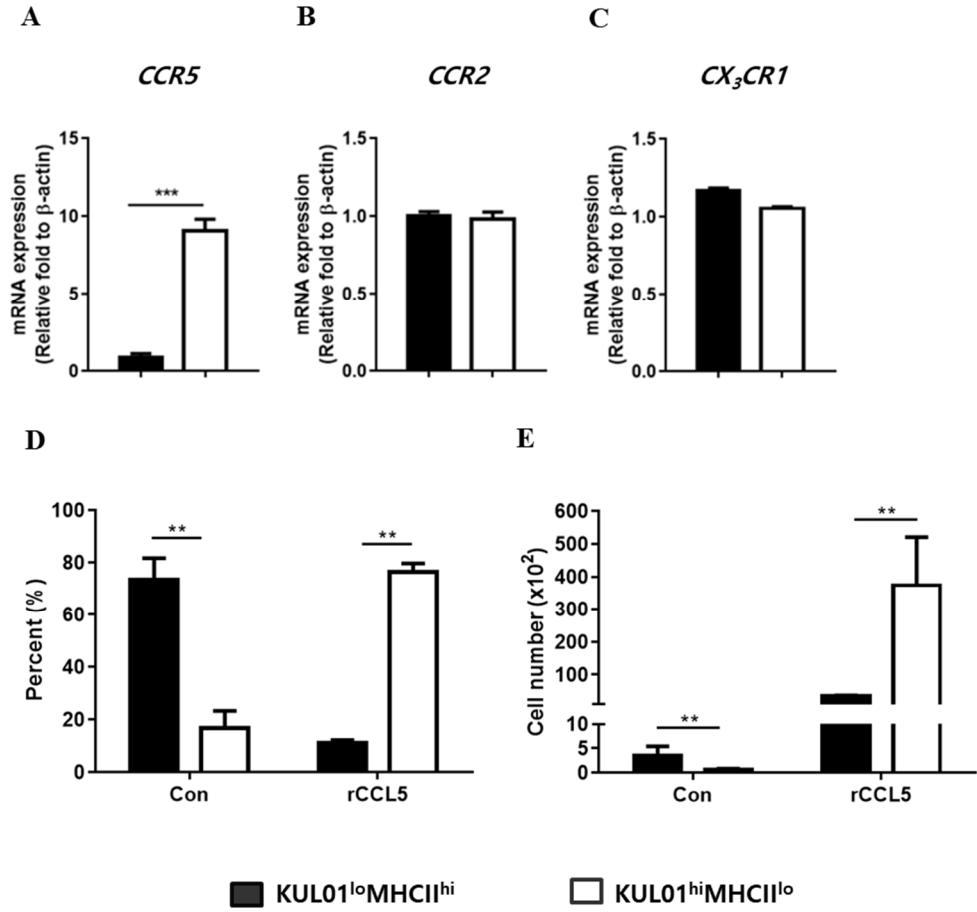 A
B
C
CCR5
CCR2
CX₃CR1
mRNA expression
(Relative fold to β-actin)
15
10
5
0
***
mRNA expression
(Relative fold to β-actin)
1.5
1.0
0.5
0.0
mRNA expression
(Relative fold to β-actin)
1.5
1.0
0.5
0.0
D
E
Percent (%)
100
80
60
40
20
0
**
**
Con
rCCL5
Cell number (x10²)
600
500
400
300
200
100
10
5
0
**
**
Con
rCCL5
KUL01ˡᵒMHCIIʰⁱ
KUL01ʰⁱMHCIIˡᵒ